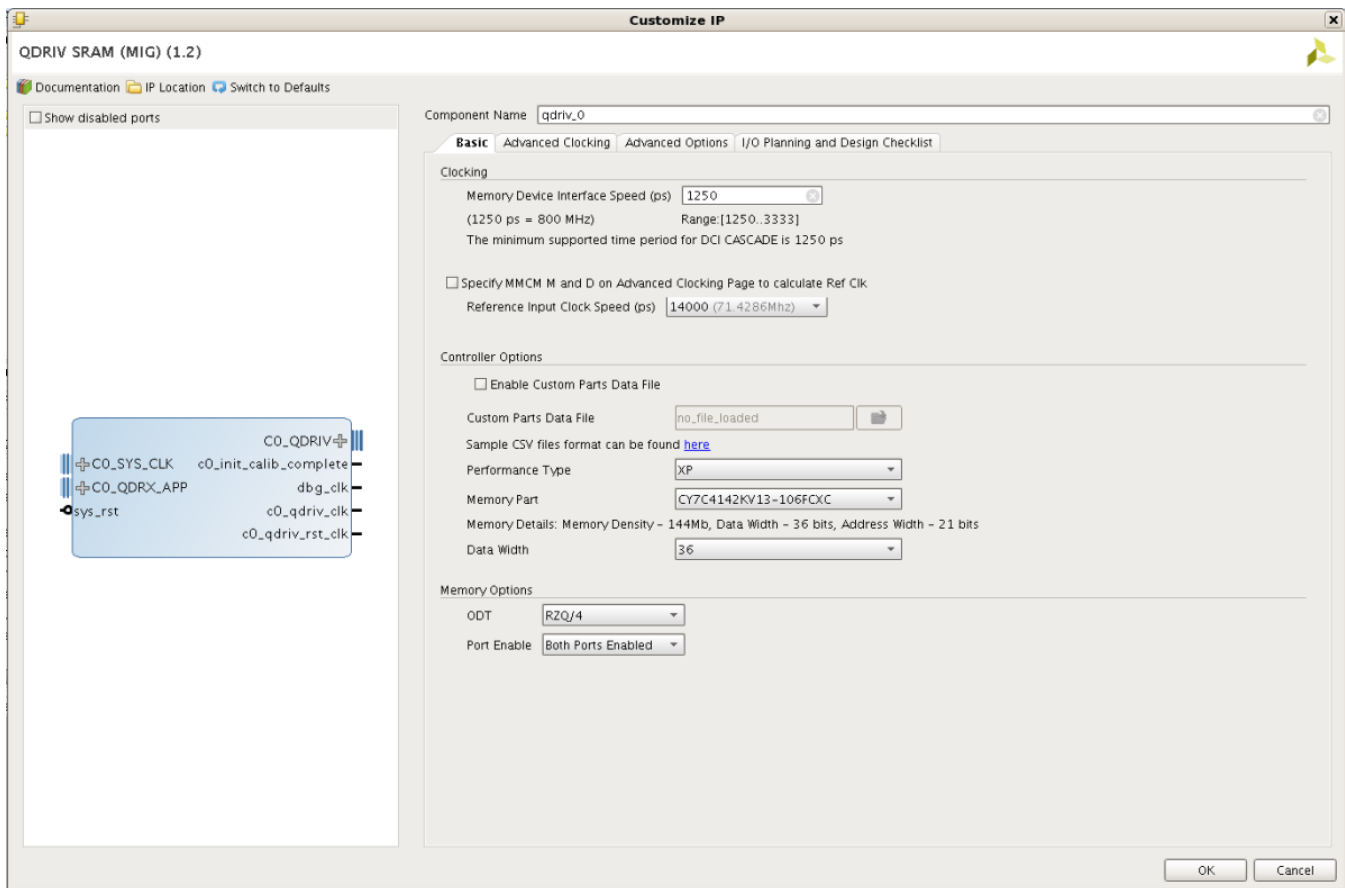 Customize IP
QDRIV SRAM (MIG) (1.2)
Documentation IP Location Switch to Defaults
Show disabled ports
C0_QDRIV
C0_SYS_CLK c0_init_calib_complete
C0_QDRX_APP dbg_clk
sys_rst c0_qdriv_clk
c0_qdriv_rst_clk
Component Name qdriv_0
Basic Advanced Clocking Advanced Options I/O Planning and Design Checklist
Clocking
Memory Device Interface Speed (ps) 1250
(1250 ps = 800 MHz) Range:[1250..3333]
The minimum supported time period for DCI CASCADE is 1250 ps
Specify MMCM M and D on Advanced Clocking Page to calculate Ref Clk
Reference Input Clock Speed (ps) 14000 (71.4286Mhz)
Controller Options
Enable Custom Parts Data File
Custom Parts Data File no_file_loaded
Sample CSV files format can be found here
Performance Type XP
Memory Part CY7C4142KV13-106FCXC
Memory Details: Memory Density - 144Mb, Data Width - 36 bits, Address Width - 21 bits
Data Width 36
Memory Options
ODT RZQ/4
Port Enable Both Ports Enabled
OK Cancel